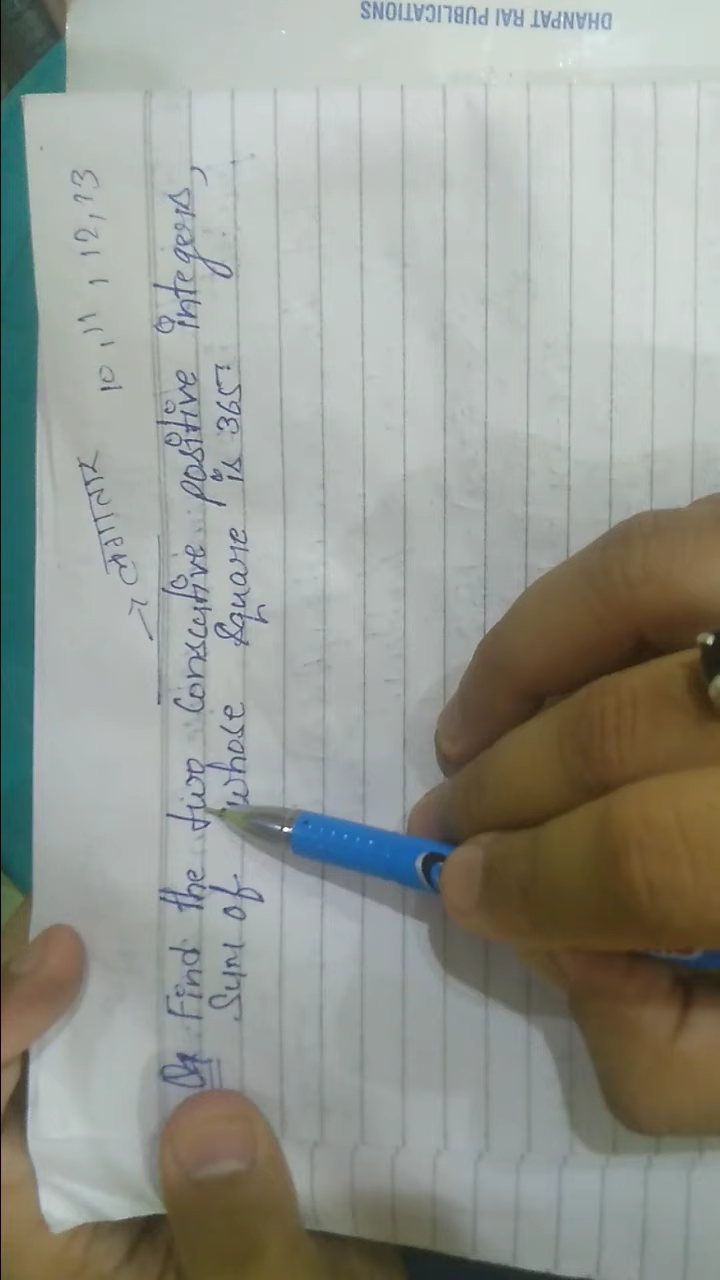 DHANPAT RAI PUBLICATIONS
→ लगातार 10, 11, 12, 13
Q1 Find the two Consecutive positive integers,
Sum of whose Square is 365.